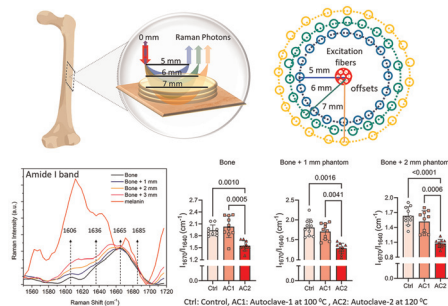 0 mm
Raman Photons
5 mm
6 mm
7 mm
Excitation
fibers
5 mm
6 mm
7 mm
offsets
Amide I band
Bone
Bone + 1 mm
Bone + 2 mm
Bone + 3 mm
melanin
1606
1636
1665
1685
Raman Intensity (a.u.)
1560 1580 1600 1620 1640 1660 1680 1700 1720
Raman Shift (cm⁻¹)
Bone
0.0010
0.0005
I1670/I1640 (cm⁻¹)
Ctrl AC1 AC2
Bone + 1 mm phantom
0.0016
0.0041
I1670/I1640 (cm⁻¹)
Ctrl AC1 AC2
Bone + 2 mm phantom
<0.0001
0.0006
I1670/I1640 (cm⁻¹)
Ctrl AC1 AC2
Ctrl: Control, AC1: Autoclave-1 at 100 ⁰C , AC2: Autoclave-2 at 120 ⁰C